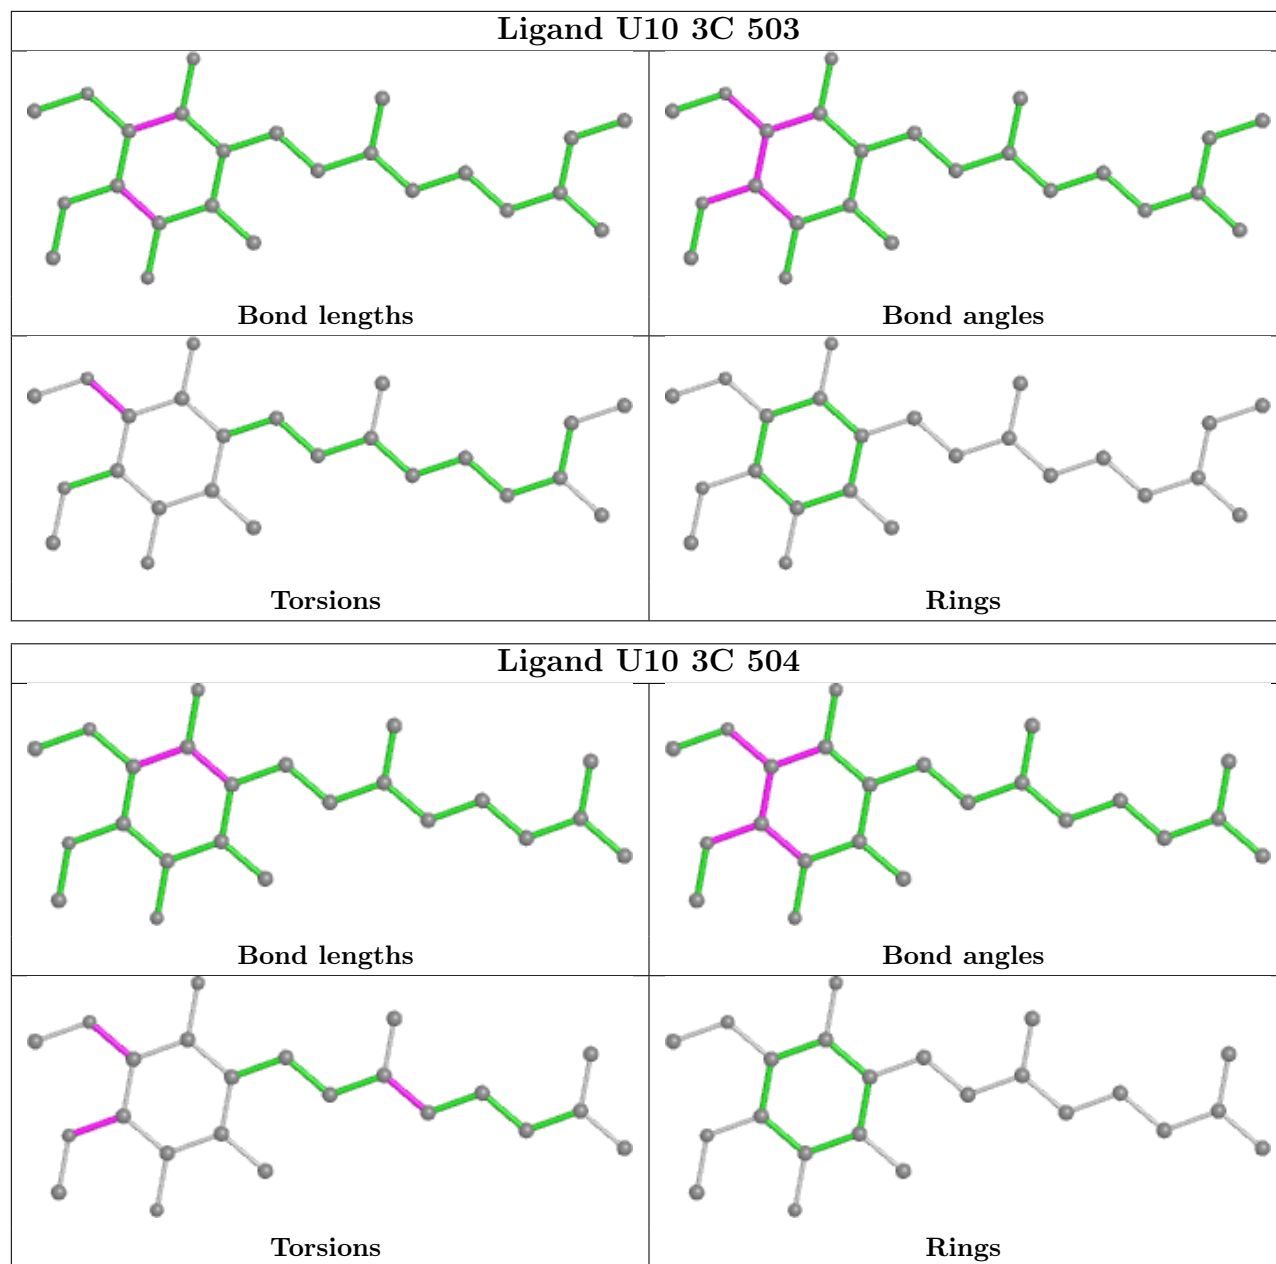 Ligand U10 3C 503
Bond lengths
Bond angles
Torsions
Rings
Ligand U10 3C 504
Bond lengths
Bond angles
Torsions
Rings